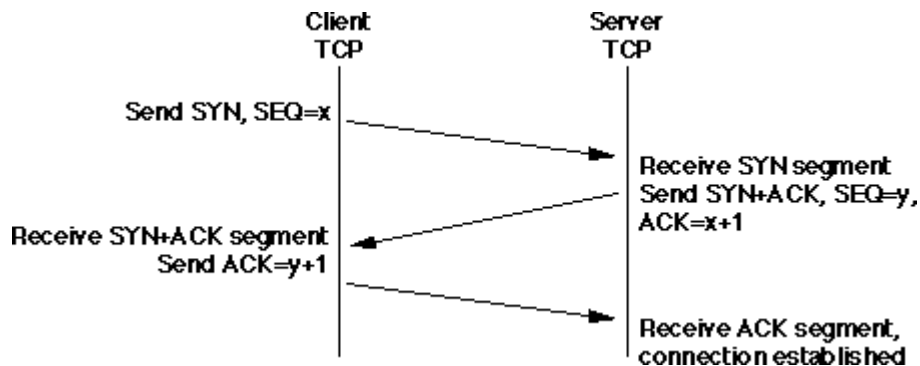 Client
TCP
Server
TCP
Send SYN, SEQ=x
Receive SYN segment
Send SYN+ACK, SEQ=y,
ACK=x+1
Receive SYN+ACK segment
Send ACK=y+1
Receive ACK segment,
connection established